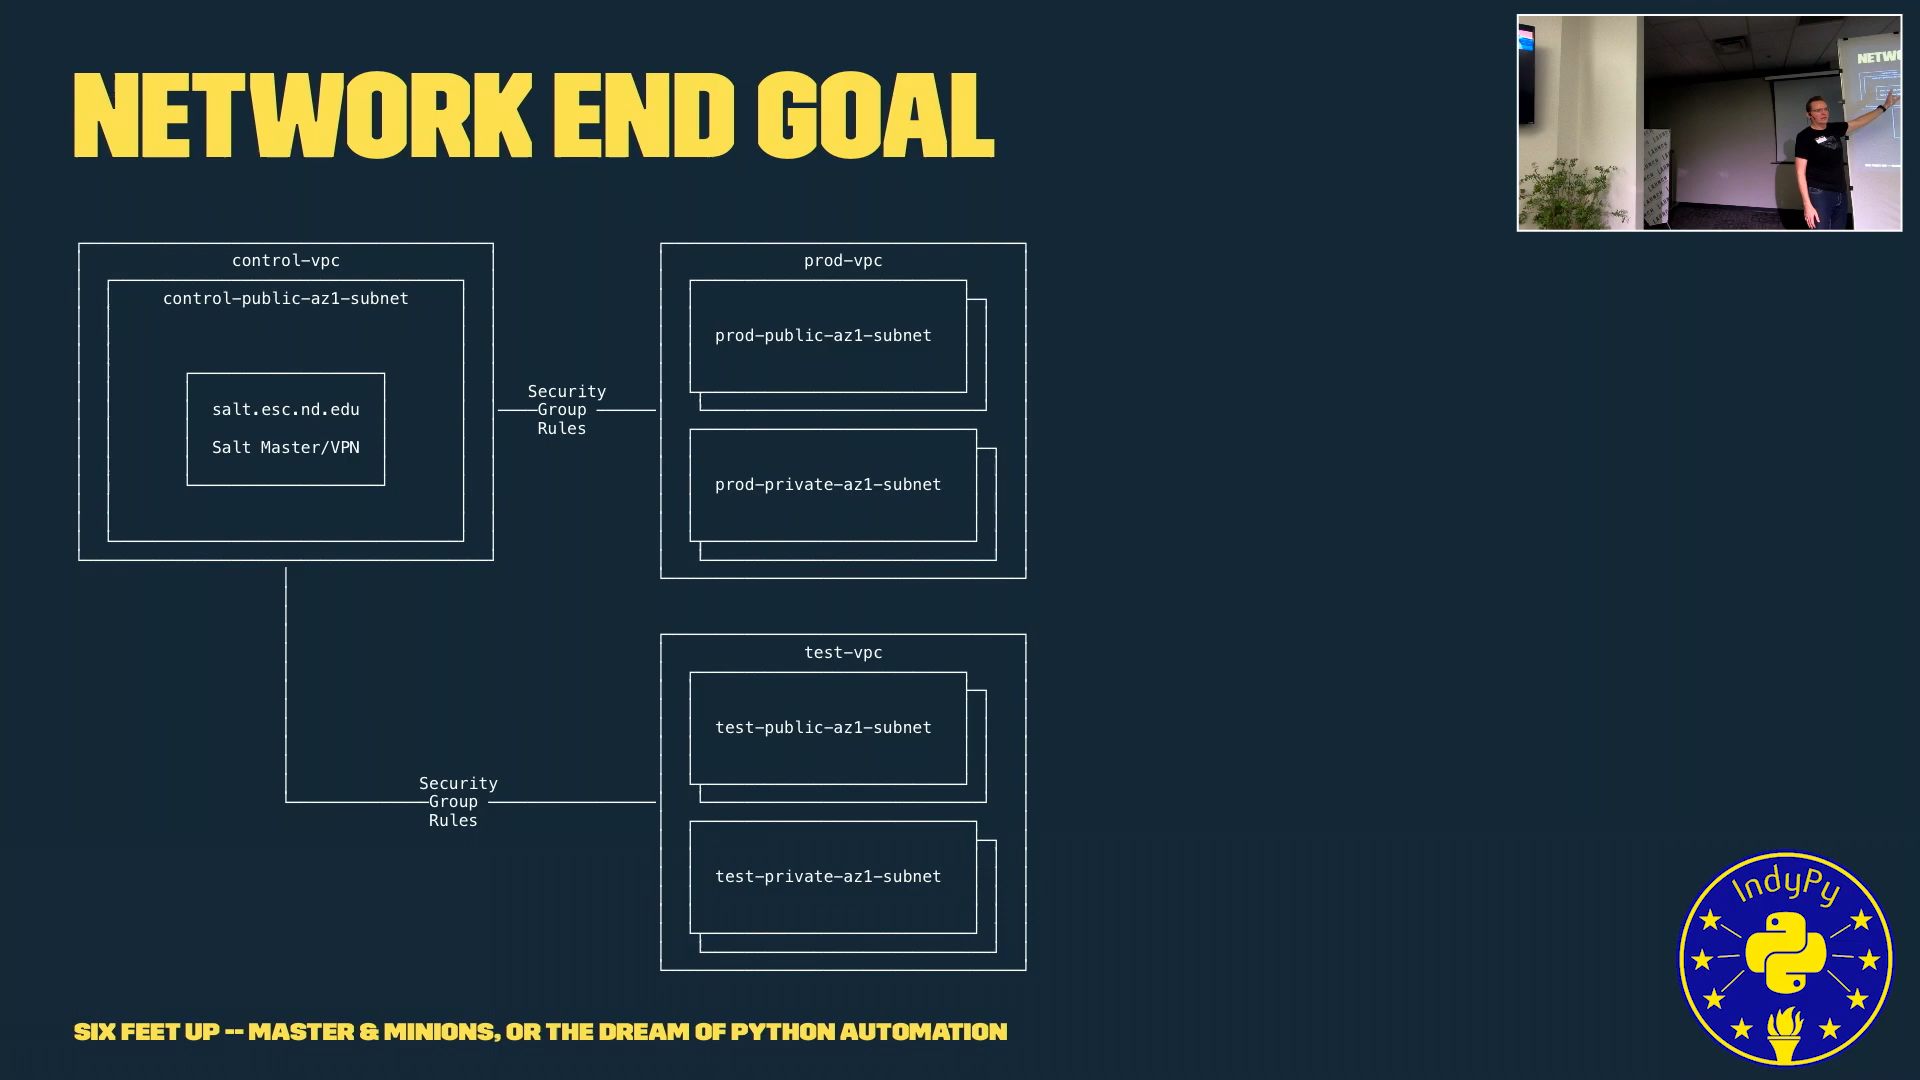 NETWORK END GOAL
control-vpc
control-public-az1-subnet
salt.esc.nd.edu
Salt Master/VPN
Security
Group
Rules
prod-vpc
prod-public-az1-subnet
prod-private-az1-subnet
Security
Group
Rules
test-vpc
test-public-az1-subnet
test-private-az1-subnet
SIX FEET UP -- MASTER & MINIONS, OR THE DREAM OF PYTHON AUTOMATION
IndyPy